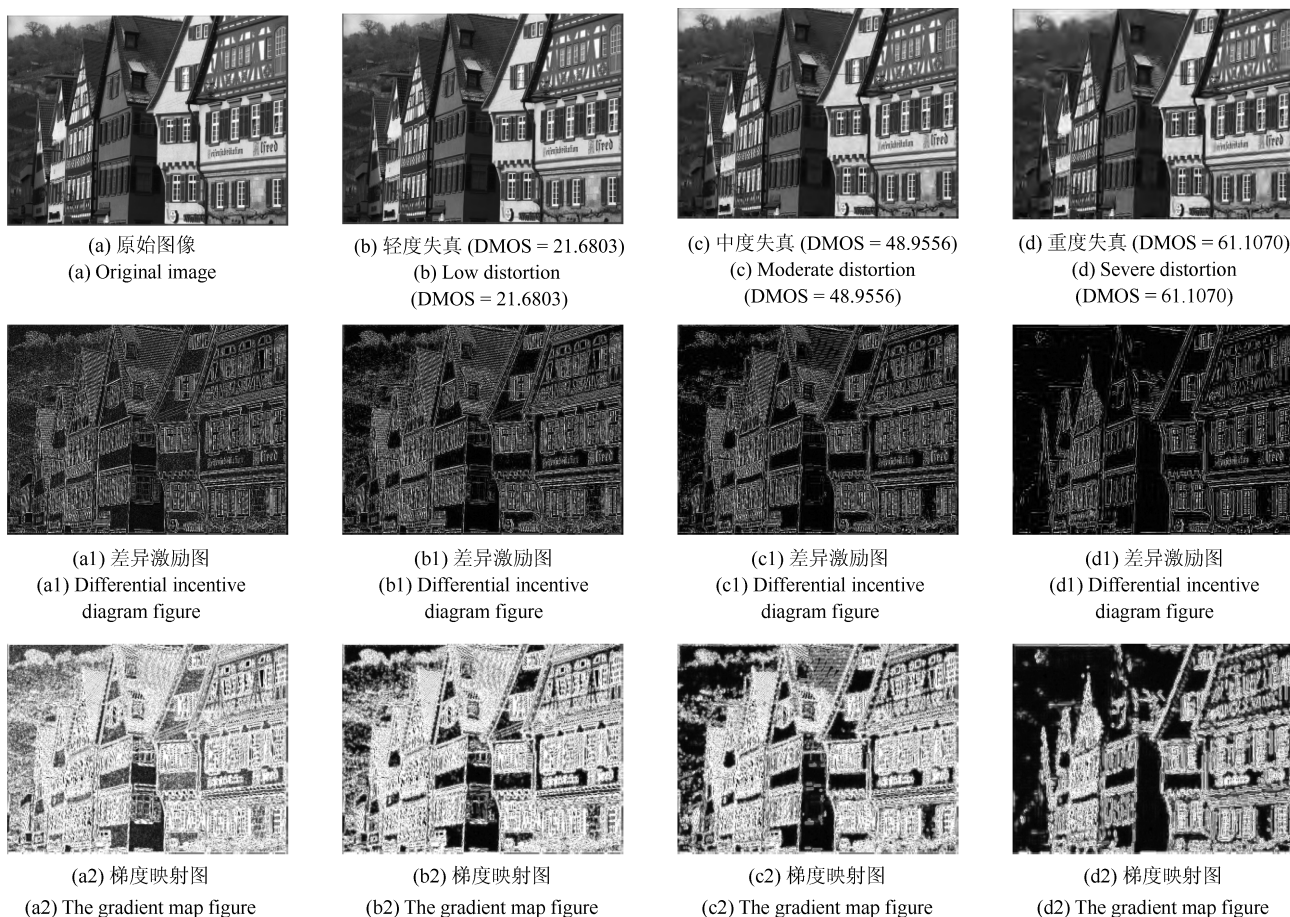 (a) 原始图像
(a) Original image
(b) 轻度失真 (DMOS = 21.6803)
(b) Low distortion
(DMOS = 21.6803)
(c) 中度失真 (DMOS = 48.9556)
(c) Moderate distortion
(DMOS = 48.9556)
(d) 重度失真 (DMOS = 61.1070)
(d) Severe distortion
(DMOS = 61.1070)
(a1) 差异激励图
(a1) Differential incentive
diagram figure
(b1) 差异激励图
(b1) Differential incentive
diagram figure
(c1) 差异激励图
(c1) Differential incentive
diagram figure
(d1) 差异激励图
(d1) Differential incentive
diagram figure
(a2) 梯度映射图
(a2) The gradient map figure
(b2) 梯度映射图
(b2) The gradient map figure
(c2) 梯度映射图
(c2) The gradient map figure
(d2) 梯度映射图
(d2) The gradient map figure